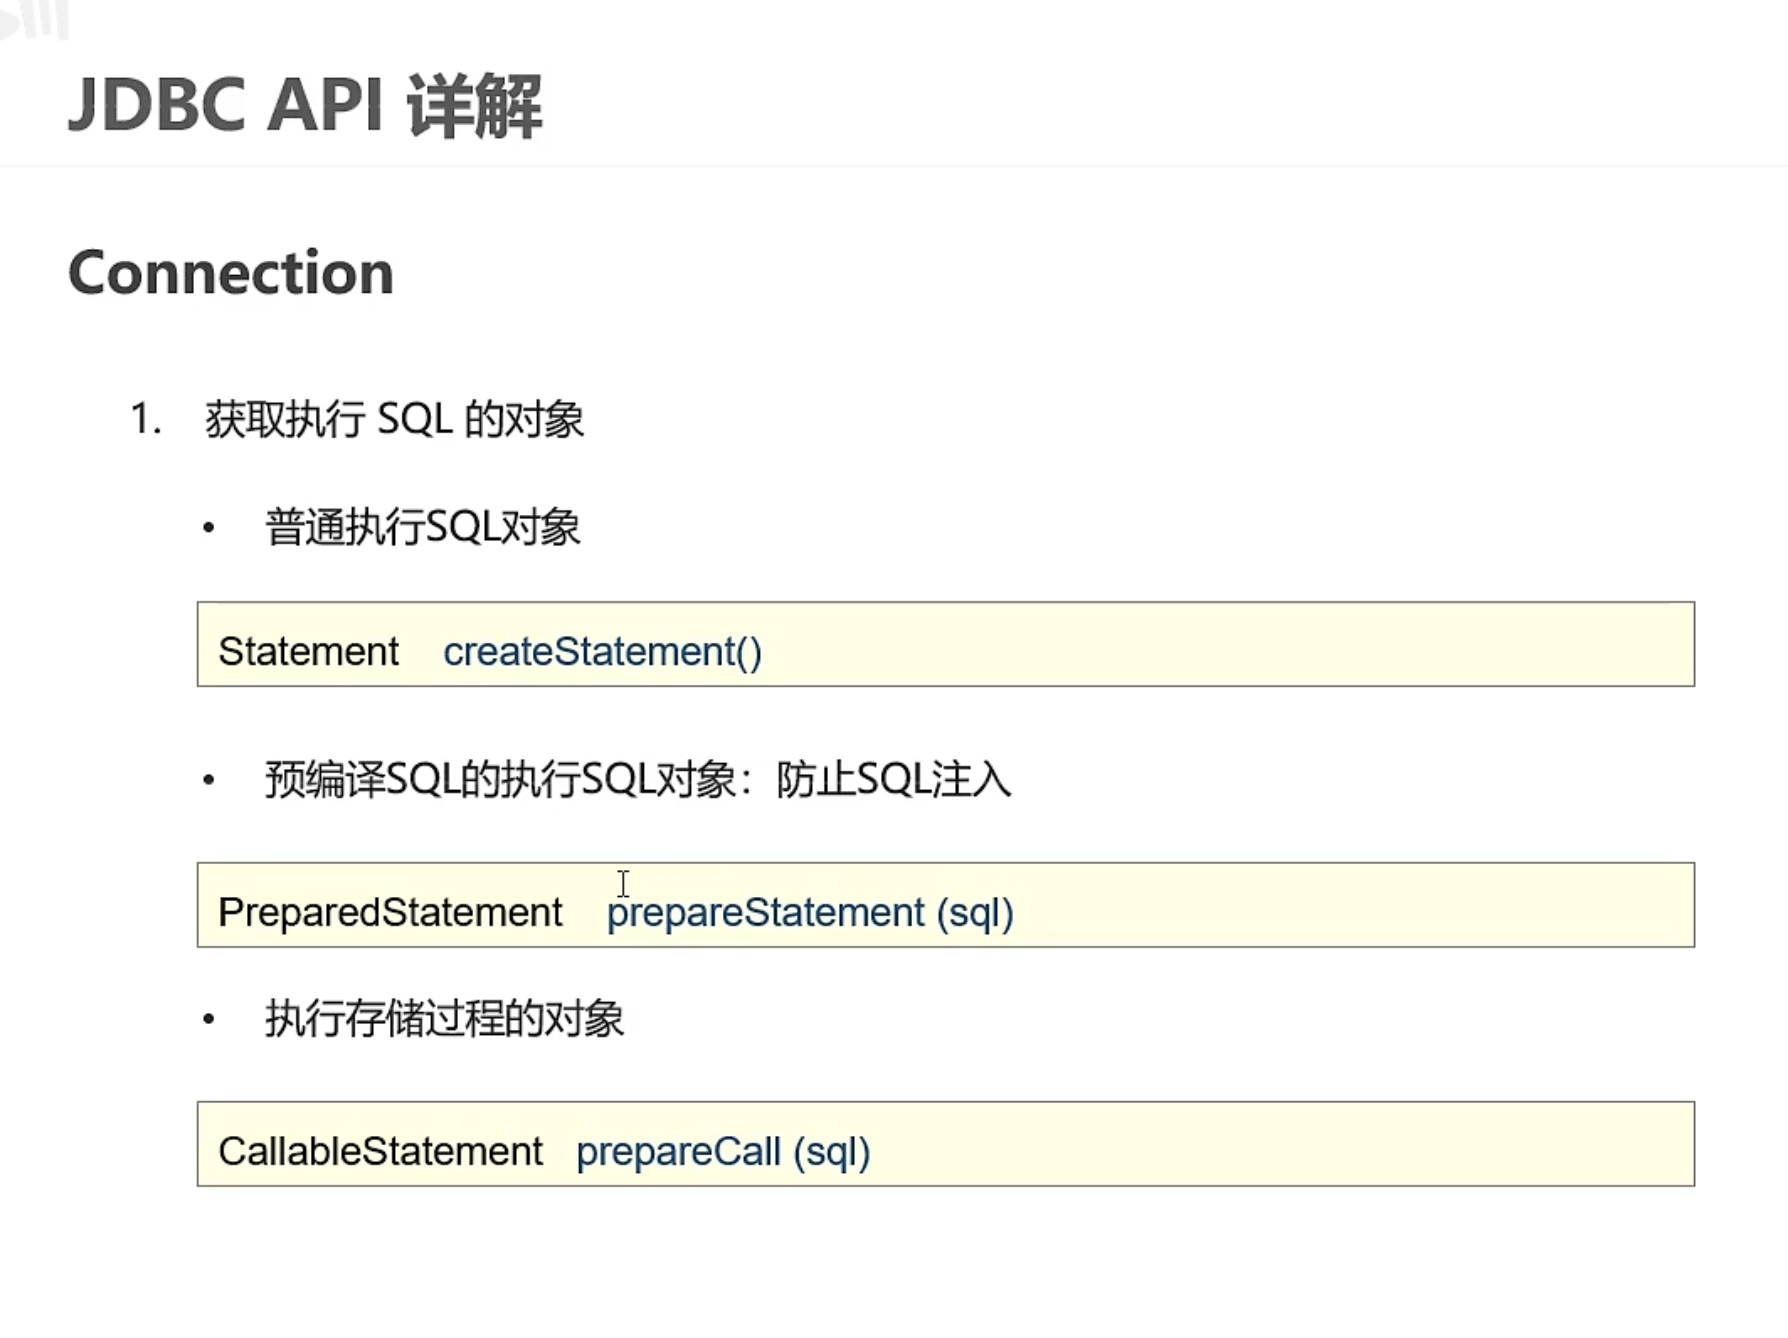 JDBC API 详解
Connection
1. 获取执行 SQL 的对象
• 普通执行SQL对象
Statement createStatement()
• 预编译SQL的执行SQL对象：防止SQL注入
PreparedStatement prepareStatement (sql)
• 执行存储过程的对象
CallableStatement prepareCall (sql)